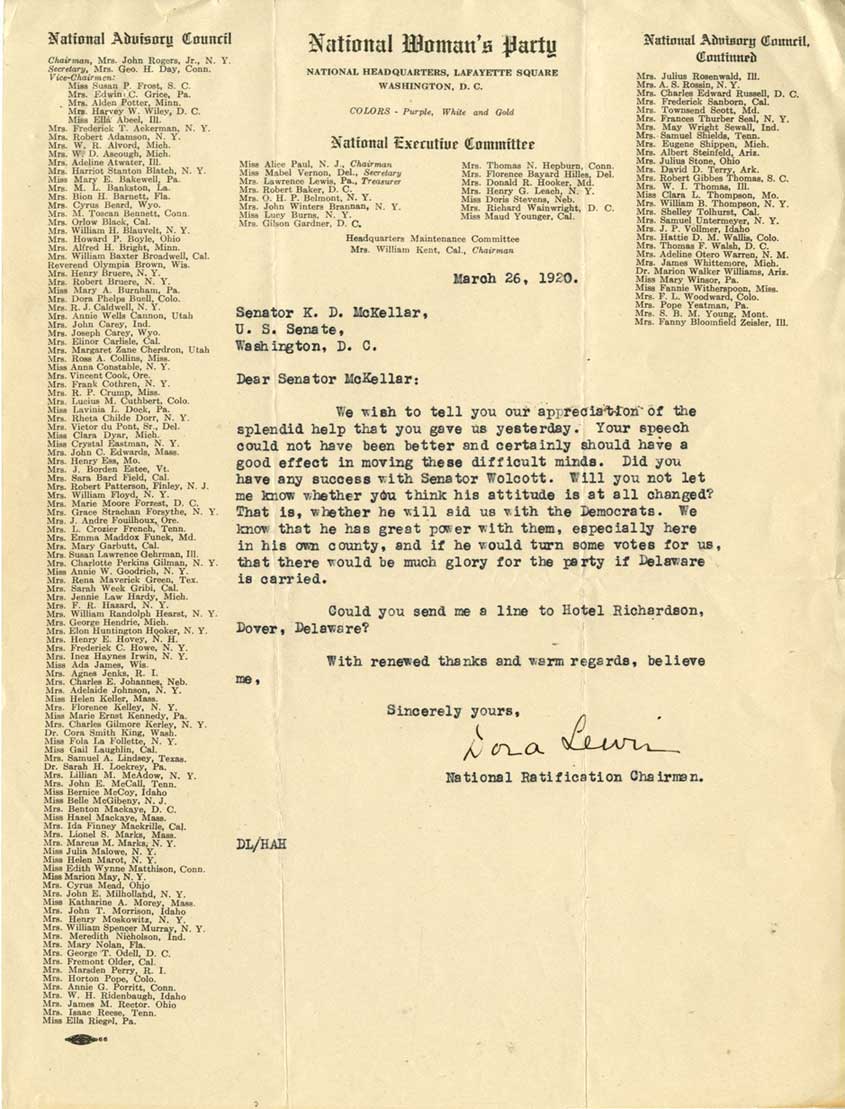 National Advisory Council
Chairman, Mrs. John Rogers, Jr., N. Y.
Secretary, Mrs. Geo. H. Day, Conn.
Vice-Chairmen:
Miss Susan P. Frost, S. C.
Mrs. Edwin C. Grice, Pa.
Mrs. Alden Potter, Minn.
Mrs. Harvey W. Wiley, D. C.
Miss Ella Abeel, Ill.
Mrs. Frederick T. Ackerman, N. Y.
Mrs. Robert Adamson, N. Y.
Mrs. W. R. Alvord, Mich.
Mrs. Wm D. Ascough, Mich.
Mrs. Adeline Atwater, Ill.
Mrs. Harriot Stanton Blatch, N. Y.
Miss Mary E. Bakewell, Pa.
Mrs. M. L. Bankston, La.
Mrs. Bion H. Barnett, Fla.
Mrs. Cyrus Beard, Wyo.
Mrs. M. Toscan Bennett, Conn.
Mrs. Orlow Black, Cal.
Mrs. William H. Blauvelt, N. Y.
Mrs. Howard P. Boyle, Ohio
Mrs. Alfred H. Bright, Minn.
Mrs. William Baxter Broadwell, Cal.
Reverend Olympia Brown, Wis.
Mrs. Henry Bruere, N. Y.
Mrs. Robert Bruere, N. Y.
Miss Mary A. Burnham, Pa.
Mrs. Dora Phelps Buell, Colo.
Mrs. R. J. Caldwell, N. Y.
Mrs. Annie Wells Cannon, Utah
Mrs. John Carey, Ind.
Mrs. Joseph Carey, Wyo.
Mrs. Elinor Carlisle, Cal.
Mrs. Margaret Zane Cherdron, Utah
Mrs. Ross A. Collins, Miss.
Miss Anna Constable, N. Y.
Mrs. Vincent Cook, Ore.
Mrs. Frank Cothren, N. Y.
Mrs. R. P. Crump, Miss.
Mrs. Lucius M. Cuthbert, Colo.
Miss Lavinia L. Dock, Pa.
Mrs. Rheta Childe Dorr, N. Y.
Mrs. Victor du Pont, Sr., Del.
Miss Clara Dyar, Mich.
Miss Crystal Eastman, N. Y.
Mrs. John C. Edwards, Mass.
Mrs. Henry Ess, Mo.
Mrs. J. Borden Estee, Vt.
Mrs. Sara Bard Field, Cal.
Mrs. Robert Patterson, Finley, N. J.
Mrs. William Floyd, N. Y.
Mrs. Marie Moore Forrest, D. C.
Mrs. Grace Strachan Forsythe, N. Y.
Mrs. J. Andre Fouilhoux, Ore.
Mrs. L. Crozier French, Tenn.
Mrs. Emma Maddox Funck, Md.
Mrs. Mary Garbutt, Cal.
Mrs. Susan Lawrence Gehrman, Ill.
Mrs. Charlotte Perkins Gilman, N. Y.
Miss Annie W. Goodrich, N. Y.
Mrs. Rena Maverick Green, Tex.
Mrs. Sarah Week Gribi, Cal.
Mrs. Jennie Law Hardy, Mich.
Mrs. F. R. Hazard, N. Y.
Mrs. William Randolph Hearst, N. Y.
Mrs. George Hendrie, Mich.
Mrs. Elon Huntington Hooker, N. Y.
Mrs. Henry E. Hovey, N. H.
Mrs. Frederick C. Howe, N. Y.
Mrs. Inez Haynes Irwin, N. Y.
Miss Ada James, Wis.
Mrs. Agnes Jenks, R. I.
Mrs. Charles E. Johannes, Neb.
Mrs. Adelaide Johnson, N. Y.
Miss Helen Keller, Mass.
Mrs. Florence Kelley, N. Y.
Miss Marie Ernst Kennedy, Pa.
Mrs. Charles Gilmore Kerley, N. Y.
Dr. Cora Smith King, Wash.
Miss Fola La Follette, N. Y.
Miss Gail Laughlin, Cal.
Mrs. Samuel A. Lindsey, Texas.
Dr. Sarah H. Lockrey, Pa.
Mrs. Lillian M. McAdow, N. Y.
Mrs. John E. McCall, Tenn.
Miss Bernice McCoy, Idaho
Miss Belle McGibeny, N. J.
Mrs. Benton Mackaye, D. C.
Miss Hazel Mackaye, Mass.
Mrs. Ida Finney Mackrille, Cal.
Mrs. Lionel S. Marks, Mass.
Mrs. Marcus M. Marks, N. Y.
Miss Julia Malowe, N. Y.
Miss Helen Marot, N. Y.
Miss Edith Wynne Matthison, Conn.
Miss Marion May, N. Y.
Mrs. Cyrus Mead, Ohio
Mrs. John E. Milholland, N. Y.
Miss Katharine A. Morey, Mass.
Mrs. John T. Morrison, Idaho
Mrs. Henry Moskowitz, N. Y.
Mrs. William Spencer Murray, N. Y.
Mrs. Meredith Nicholson, Ind.
Mrs. Mary Nolan, Fla.
Mrs. George T. Odell, D. C.
Mrs. Fremont Older, Cal.
Mrs. Marsden Perry, R. I.
Mrs. Horton Pope, Colo.
Mrs. Annie G. Porritt, Conn.
Mrs. W. H. Ridenbaugh, Idaho
Mrs. James M. Rector. Ohio
Mrs. Isaac Reese, Tenn.
Miss Ella Riegel, Pa.
66
National Woman's Party
NATIONAL HEADQUARTERS, LAFAYETTE SQUARE
WASHINGTON, D. C.
COLORS - Purple, White and Gold
National Executive Committee
Miss Alice Paul, N. J., Chairman
Miss Mabel Vernon, Del., Secretary
Mrs. Lawrence Lewis, Pa., Treasurer
Mrs. Robert Baker, D. C.
Mrs. O. H. P. Belmont, N. Y.
Mrs. John Winters Brannan, N. Y.
Miss Lucy Burns, N. Y.
Mrs. Gilson Gardner, D. C.
Mrs. Thomas N. Hepburn, Conn.
Mrs. Florence Bayard Hilles, Del.
Mrs. Donald R. Hooker, Md.
Mrs. Henry G. Leach, N. Y.
Miss Doris Stevens, Neb.
Mrs. Richard Wainwright, D. C.
Miss Maud Younger, Cal.
Headquarters Maintenance Committee
Mrs. William Kent, Cal., Chairman
National Advisory Council,
Continued
Mrs. Julius Rosenwald, Ill.
Mrs. A. S. Rossin, N. Y.
Mrs. Charles Edward Russell, D. C.
Mrs. Frederick Sanborn, Cal.
Mrs. Townsend Scott, Md.
Mrs. Frances Thurber Seal, N. Y.
Mrs. May Wright Sewall, Ind.
Mrs. Samuel Shields, Tenn.
Mrs. Eugene Shippen, Mich.
Mrs. Albert Steinfeld, Ariz.
Mrs. Julius Stone, Ohio
Mrs. David D. Terry, Ark.
Mrs. Robert Gibbes Thomas, S. C.
Mrs. W. I. Thomas, Ill.
Miss Clara L. Thompson, Mo.
Mrs. William B. Thompson, N. Y.
Mrs. Shelley Tolhurst, Cal.
Mrs. Samuel Untermeyer, N. Y.
Mrs. J. P. Vollmer, Idaho
Mrs. Hattie D. M. Wallis, Colo.
Mrs. Thomas F. Walsh, D. C.
Mrs. Adeline Otero Warren, N. M.
Mrs. James Whittemore, Mich.
Dr. Marion Walker Williams, Ariz.
Miss Mary Winsor, Pa.
Miss Fannie Witherspoon, Miss.
Mrs. F. L. Woodward, Colo.
Mrs. Pope Yeatman, Pa.
Mrs. S. B. M. Young, Mont.
Mrs. Fanny Bloomfield Zeisler, Ill.
March 26, 1920.
Senator K. D. McKellar,
U. S. Senate,
Washington, D. C.
Dear Senator McKellar:
We wish to tell you our appreciation of the
splendid help that you gave us yesterday. Your speech
could not have been better and certainly should have a
good effect in moving these difficult minds. Did you
have any success with Senator Wolcott. Will you not let
me know whether you think his attitude is at all changed?
That is, whether he will aid us with the Democrats. We
know that he has great power with them, especially here
in his own county, and if he would turn some votes for us,
that there would be much glory for the party if Delaware
is carried.
Could you send me a line to Hotel Richardson,
Dover, Delaware?
With renewed thanks and warm regards, believe
me,
Sincerely yours,
Dora Lewis
National Ratification Chairman.
DL/HAH